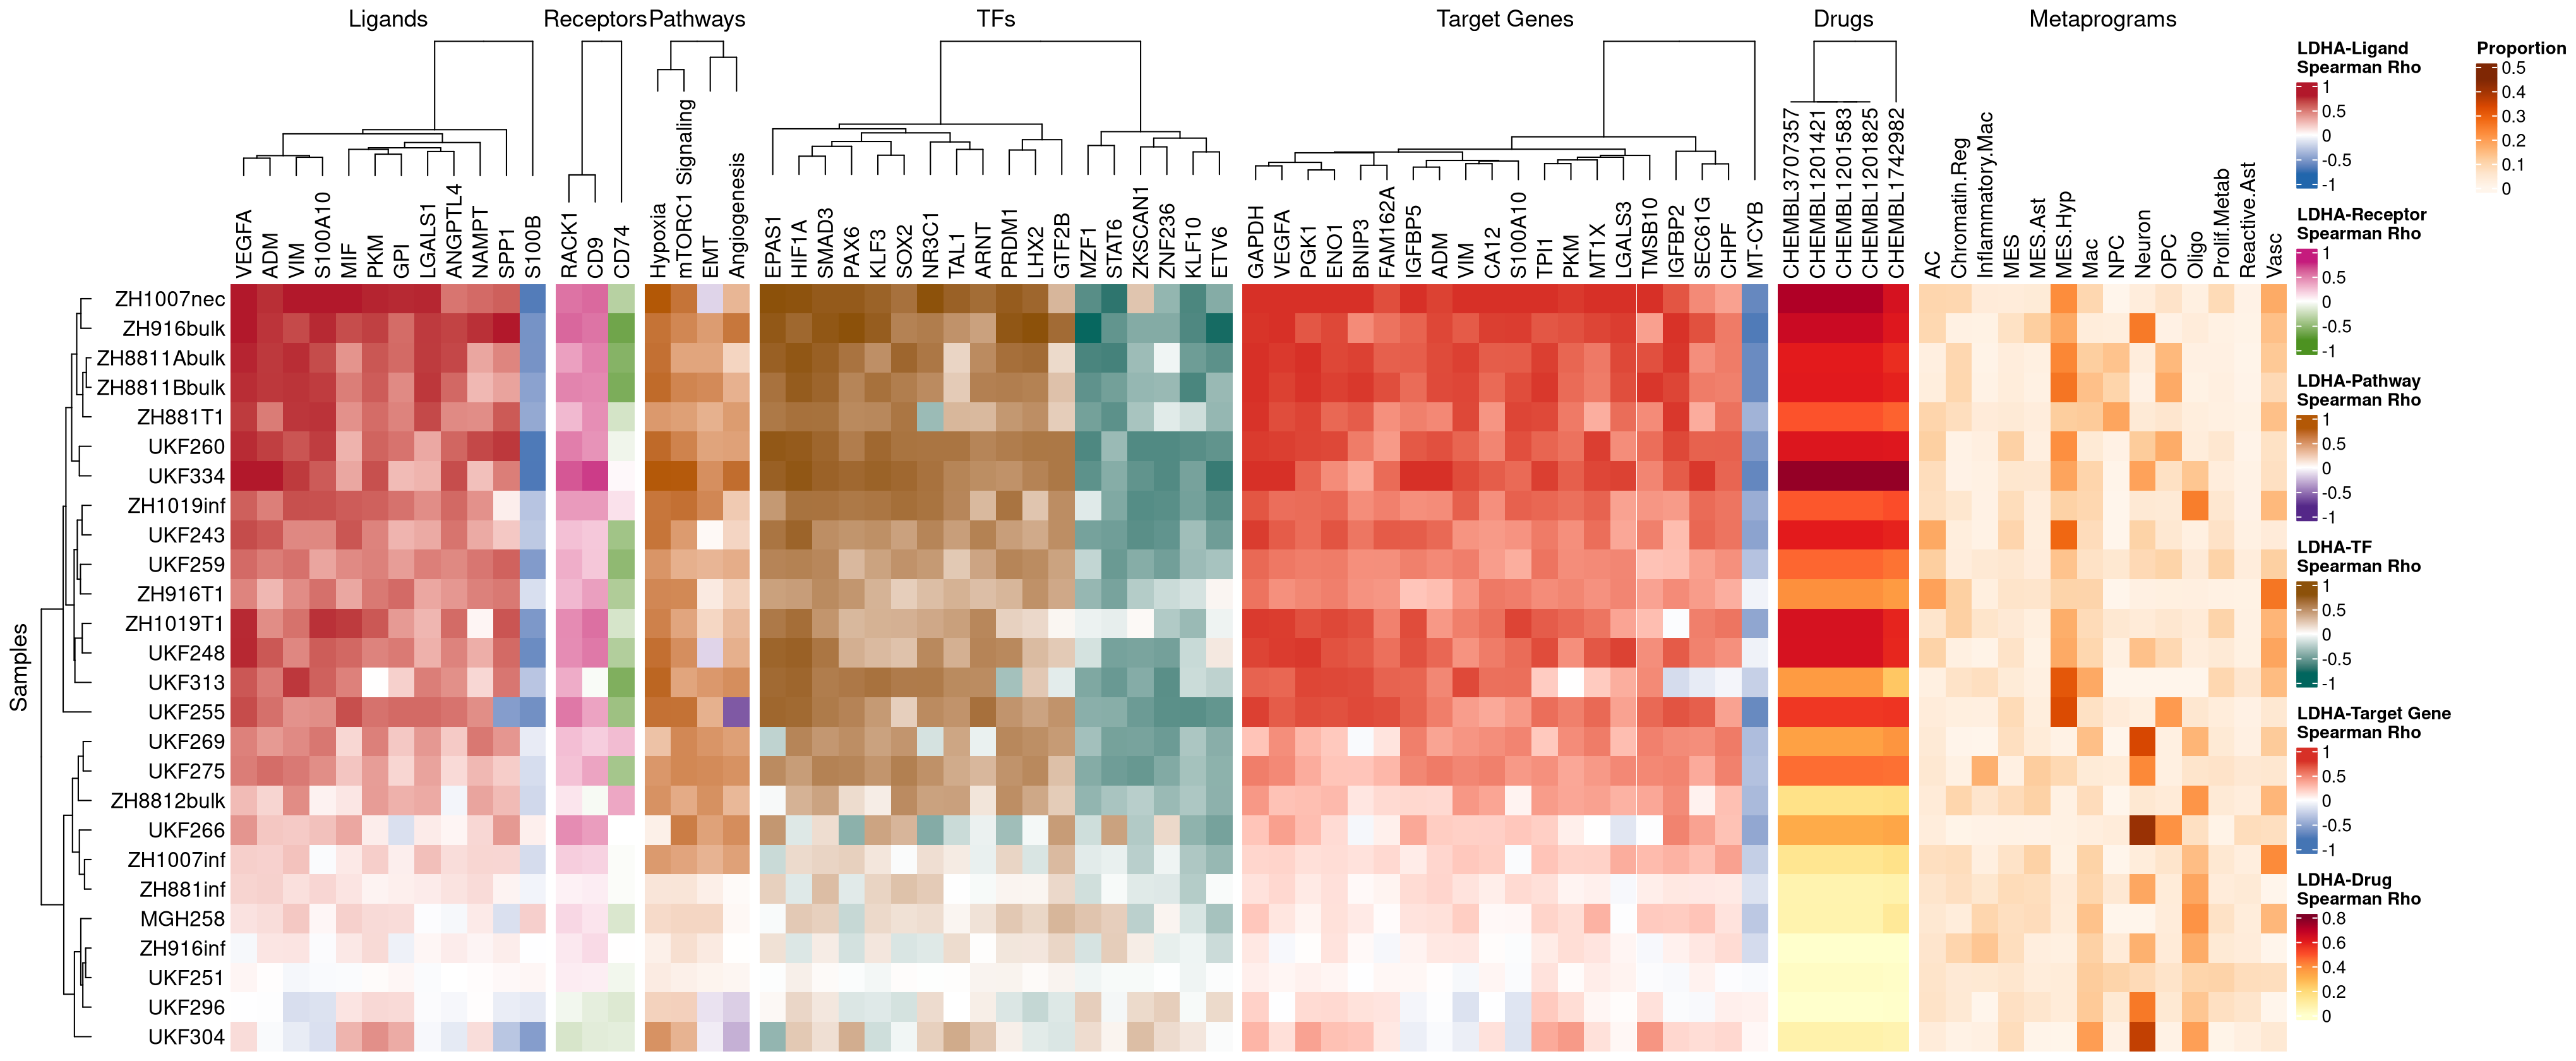 Ligands
Receptors
Pathways
TFs
Target Genes
Drugs
Metaprograms
VEGFA
ADM
VIM
S100A10
MIF
PKM
GPI
LGALS1
ANGPTL4
NAMPT
SPP1
S100B
RACK1
CD9
CD74
Hypoxia
mTORC1 Signaling
EMT
Angiogenesis
EPAS1
HIF1A
SMAD3
PAX6
KLF3
SOX2
NR3C1
TAL1
ARNT
PRDM1
LHX2
GTF2B
MZF1
STAT6
ZKSCAN1
ZNF236
KLF10
ETV6
GAPDH
VEGFA
PGK1
ENO1
BNIP3
FAM162A
IGFBP5
ADM
VIM
CA12
S100A10
TPI1
PKM
MT1X
LGALS3
TMSB10
IGFBP2
SEC61G
CHPF
MT-CYB
CHEMBL3707357
CHEMBL1201421
CHEMBL1201583
CHEMBL1201825
CHEMBL1742982
AC
Chromatin.Reg
Inflammatory.Mac
MES
MES.Ast
MES.Hyp
Mac
NPC
Neuron
OPC
Oligo
Prolif.Metab
Reactive.Ast
Vasc
Samples
ZH1007nec
ZH916bulk
ZH8811Abulk
ZH8811Bbulk
ZH881T1
UKF260
UKF334
ZH1019inf
UKF243
UKF259
ZH916T1
ZH1019T1
UKF248
UKF313
UKF255
UKF269
UKF275
ZH8812bulk
UKF266
ZH1007inf
ZH881inf
MGH258
ZH916inf
UKF251
UKF296
UKF304
LDHA-Ligand
Spearman Rho
1
0.5
0
-0.5
-1
LDHA-Receptor
Spearman Rho
1
0.5
0
-0.5
-1
LDHA-Pathway
Spearman Rho
1
0.5
0
-0.5
-1
LDHA-TF
Spearman Rho
1
0.5
0
-0.5
-1
LDHA-Target Gene
Spearman Rho
1
0.5
0
-0.5
-1
LDHA-Drug
Spearman Rho
0.8
0.6
0.4
0.2
0
Proportion
0.5
0.4
0.3
0.2
0.1
0